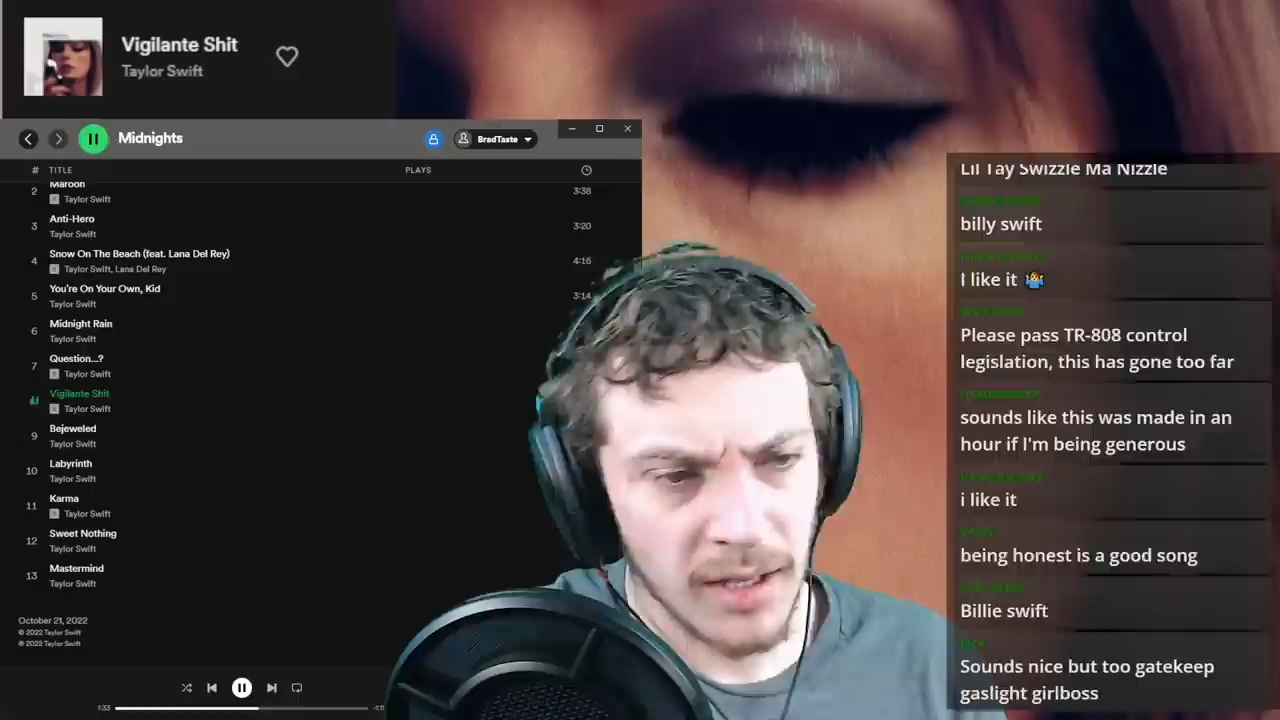 Vigilante Shit
Taylor Swift
Midnights
BradTaste
# TITLE PLAYS
2 Maroon 3:38
E Taylor Swift
3 Anti-Hero 3:20
Taylor Swift
4 Snow On The Beach (feat. Lana Del Rey) 4:16
E Taylor Swift, Lana Del Rey
5 You're On Your Own, Kid 3:14
Taylor Swift
6 Midnight Rain
Taylor Swift
7 Question...?
E Taylor Swift
Vigilante Shit
E Taylor Swift
9 Bejeweled
Taylor Swift
10 Labyrinth
Taylor Swift
11 Karma
E Taylor Swift
12 Sweet Nothing
Taylor Swift
13 Mastermind
Taylor Swift
October 21, 2022
© 2022 Taylor Swift
℗ 2022 Taylor Swift
1:33
Lil Tay Swizzle Ma Nizzle
billy swift
I like it 🤷
Please pass TR-808 control
legislation, this has gone too far
sounds like this was made in an
hour if I'm being generous
i like it
being honest is a good song
Billie swift
Sounds nice but too gatekeep
gaslight girlboss